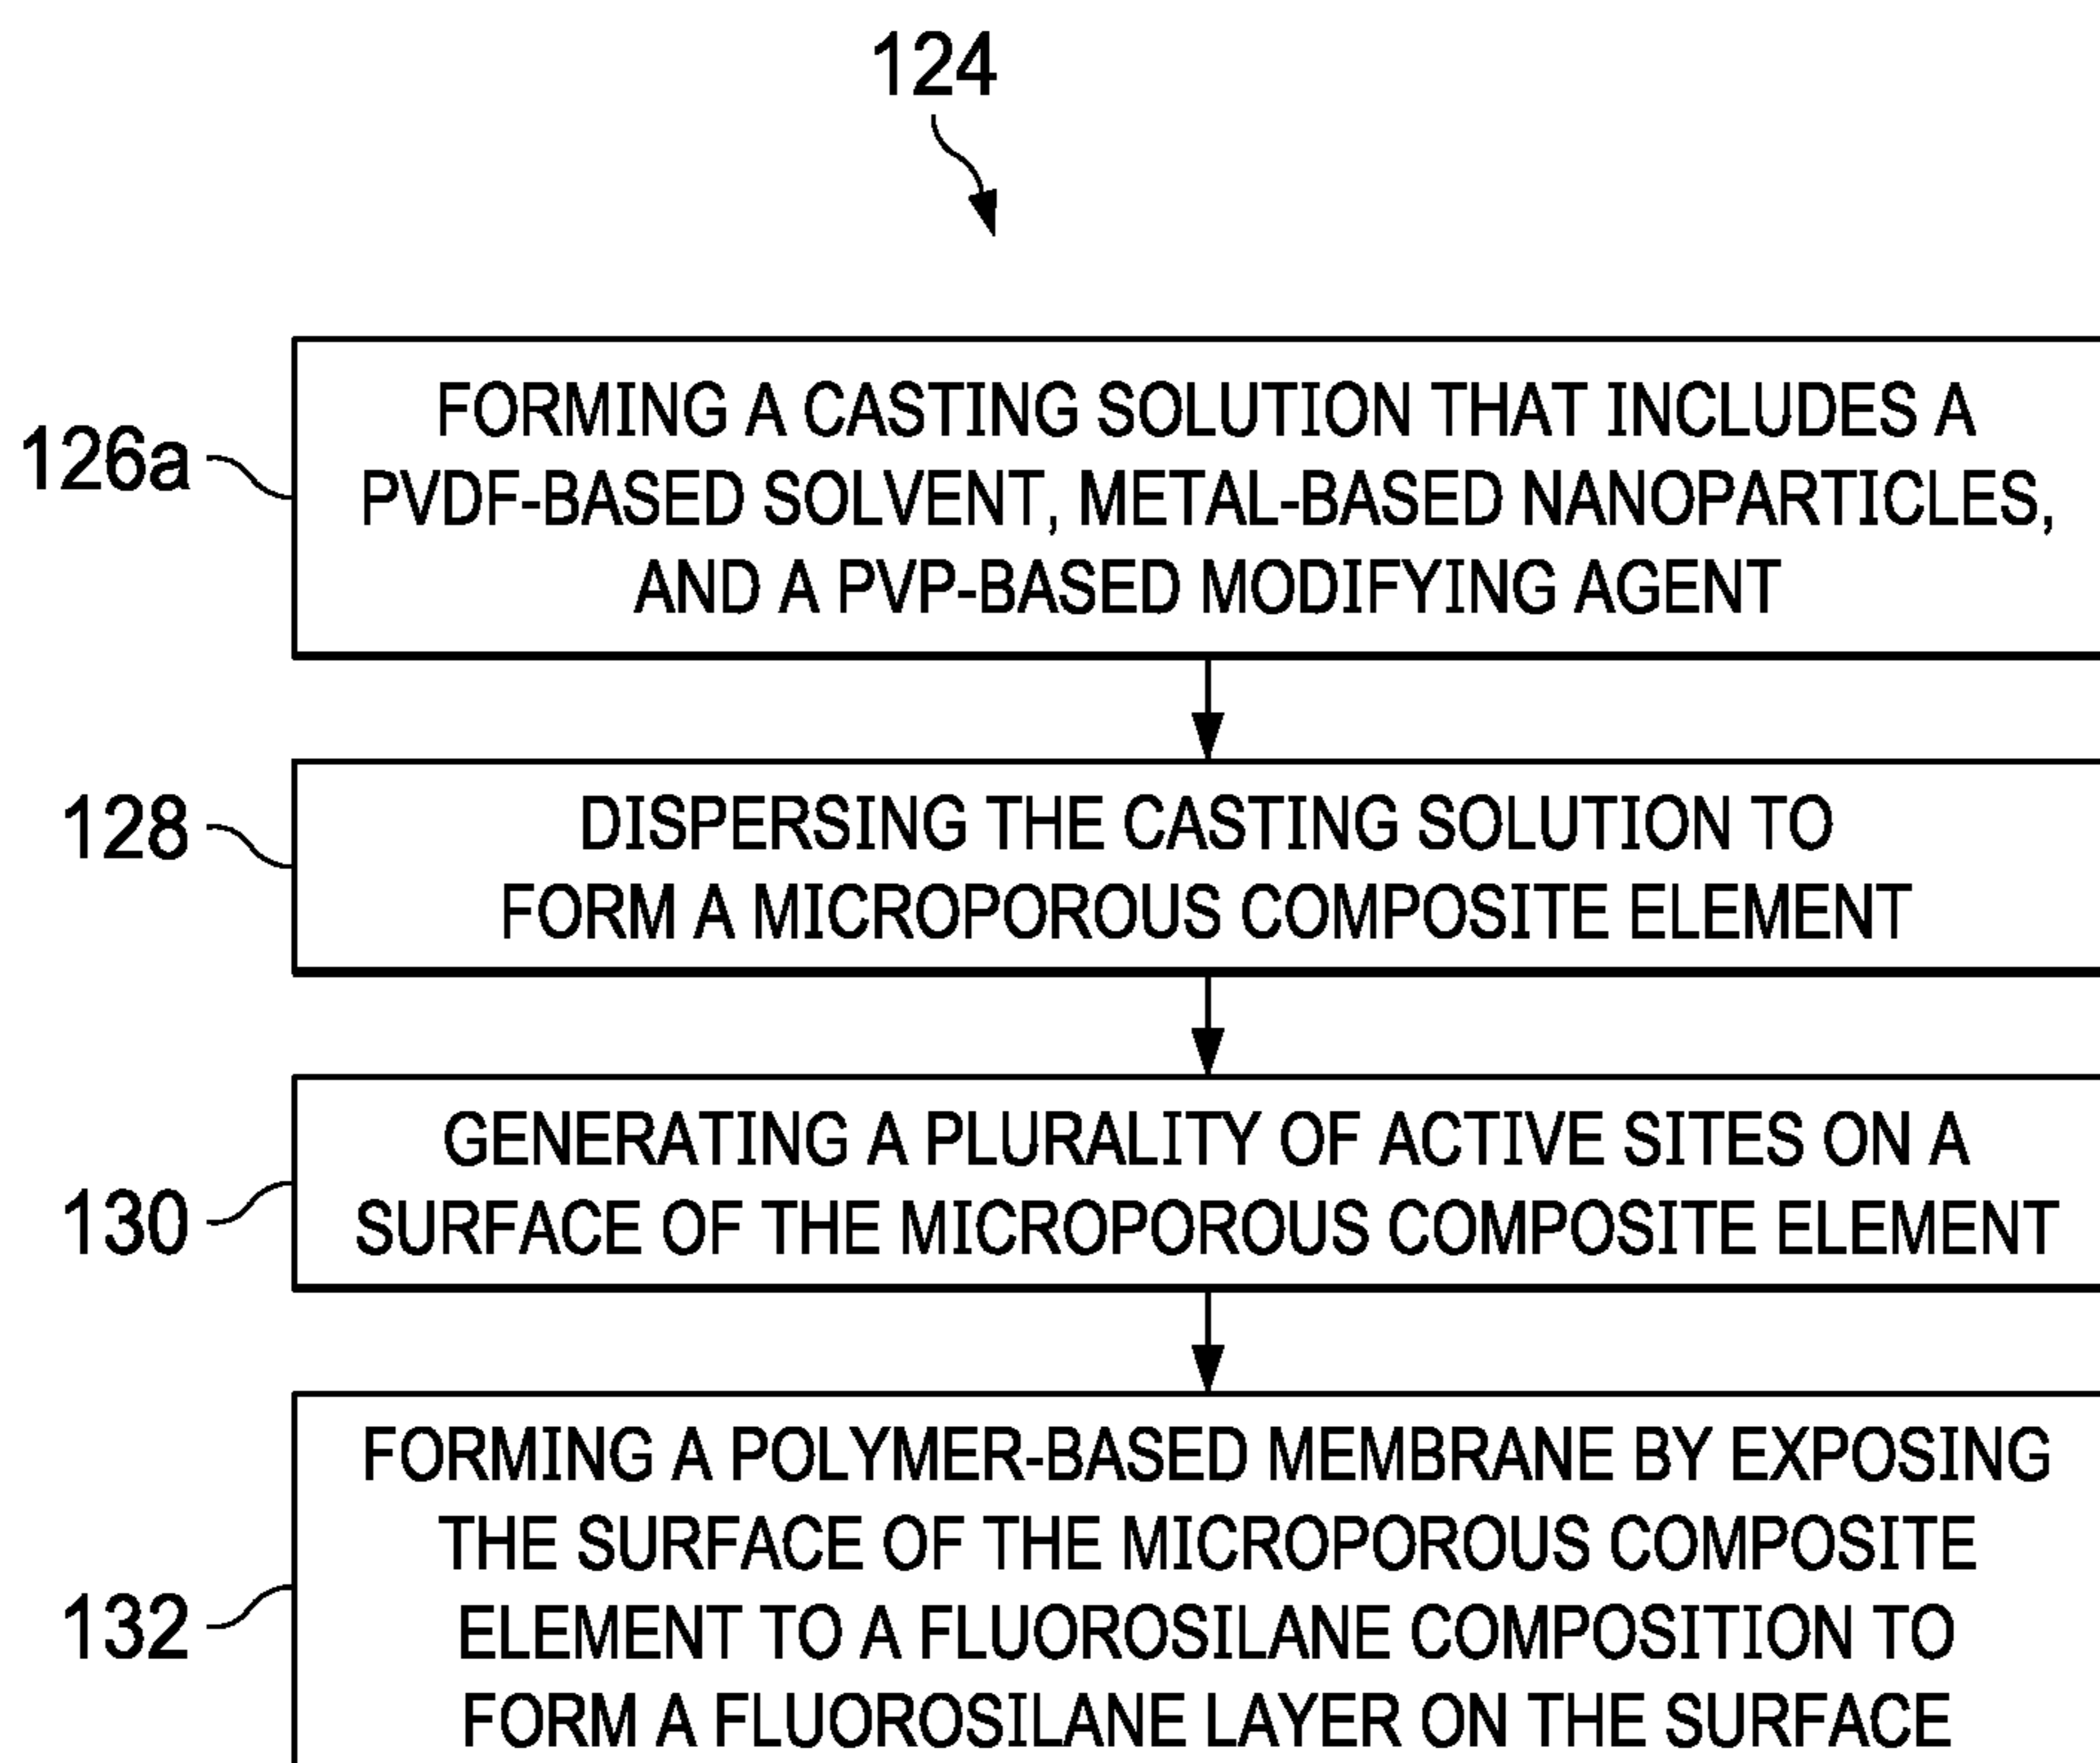 124
126a
FORMING A CASTING SOLUTION THAT INCLUDES A
PVDF-BASED SOLVENT, METAL-BASED NANOPARTICLES,
AND A PVP-BASED MODIFYING AGENT
128
DISPERSING THE CASTING SOLUTION TO
FORM A MICROPOROUS COMPOSITE ELEMENT
130
GENERATING A PLURALITY OF ACTIVE SITES ON A
SURFACE OF THE MICROPOROUS COMPOSITE ELEMENT
132
FORMING A POLYMER-BASED MEMBRANE BY EXPOSING
THE SURFACE OF THE MICROPOROUS COMPOSITE
ELEMENT TO A FLUOROSILANE COMPOSITION TO
FORM A FLUOROSILANE LAYER ON THE SURFACE